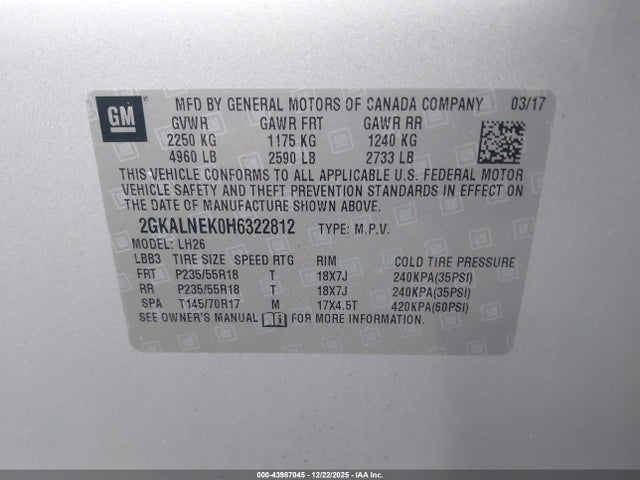 GM
MFD BY GENERAL MOTORS OF CANADA COMPANY 03/17
GVWR GAWR FRT GAWR RR
2250 KG 1175 KG 1240 KG
4960 LB 2590 LB 2733 LB
THIS VEHICLE CONFORMS TO ALL APPLICABLE U.S. FEDERAL MOTOR
VEHICLE SAFETY AND THEFT PREVENTION STANDARDS IN EFFECT ON
THE DATE OF MANUFACTURE SHOWN ABOVE.
2GKALNEK0H6322812 TYPE: M.P.V.
MODEL: LH26
LBB3 TIRE SIZE SPEED RTG RIM COLD TIRE PRESSURE
FRT P235/55R18 T 18X7J 240KPA(35PSI)
RR P235/55R18 T 18X7J 240KPA(35PSI)
SPA T145/70R17 M 17X4.5T 420KPA(60PSI)
SEE OWNER'S MANUAL FOR MORE INFORMATION.
000-43987045 - 12/22/2025 - IAA Inc.